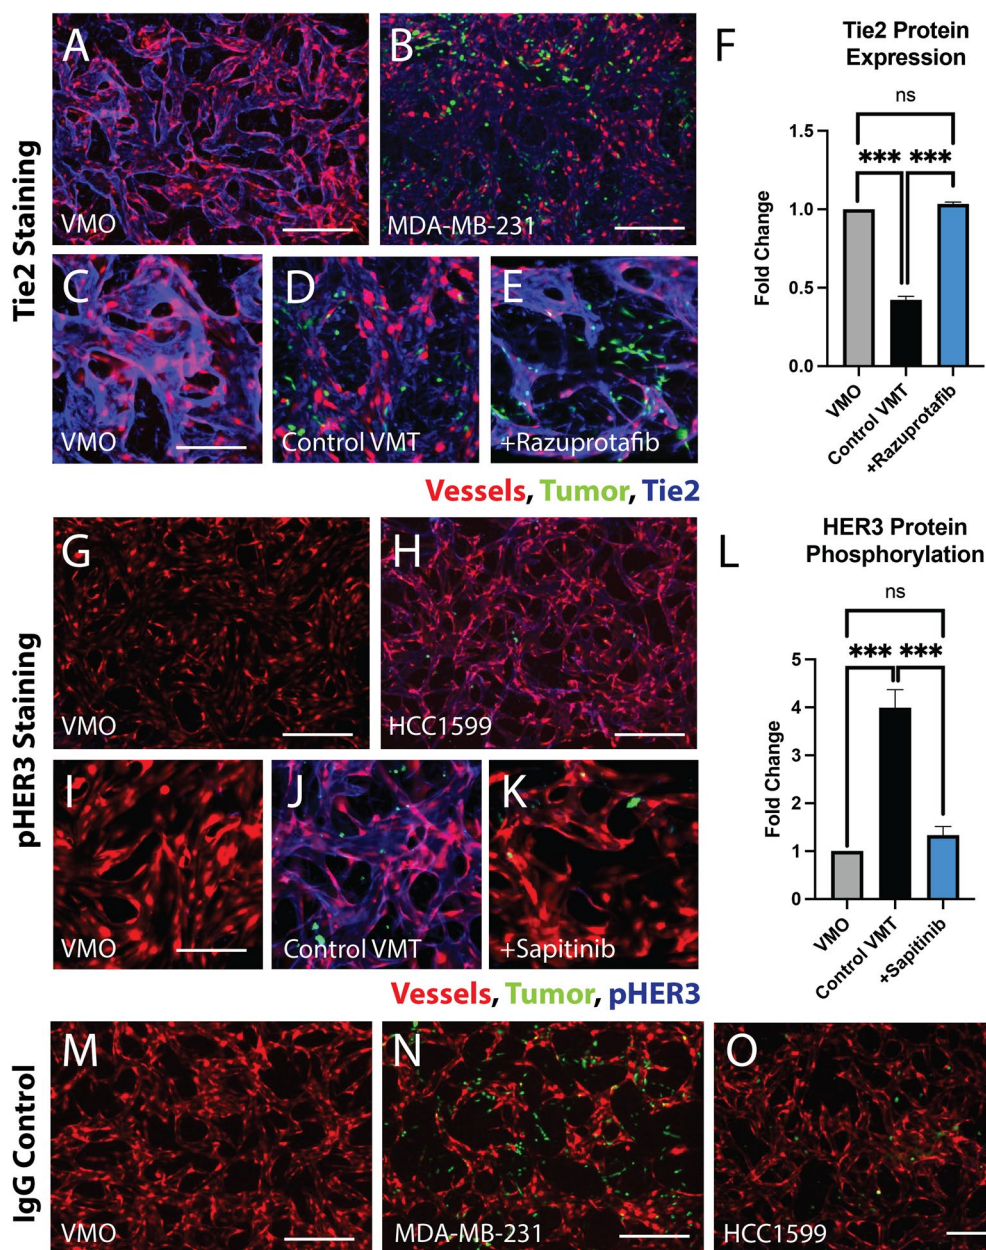 Tie2 Staining
A
VMO
B
MDA-MB-231
C
VMO
D
Control VMT
E
+Razuprotafib
Vessels, Tumor, Tie2
F
Tie2 Protein
Expression
ns
*** ***
Fold Change
1.5
1.0
0.5
0.0
VMO
Control VMT
+Razuprotafib
pHER3 Staining
G
VMO
H
HCC1599
I
VMO
J
Control VMT
K
+Sapitinib
Vessels, Tumor, pHER3
L
HER3 Protein
Phosphorylation
ns
*** ***
Fold Change
5
4
3
2
1
0
VMO
Control VMT
+Sapitinib
IgG Control
M
VMO
N
MDA-MB-231
O
HCC1599